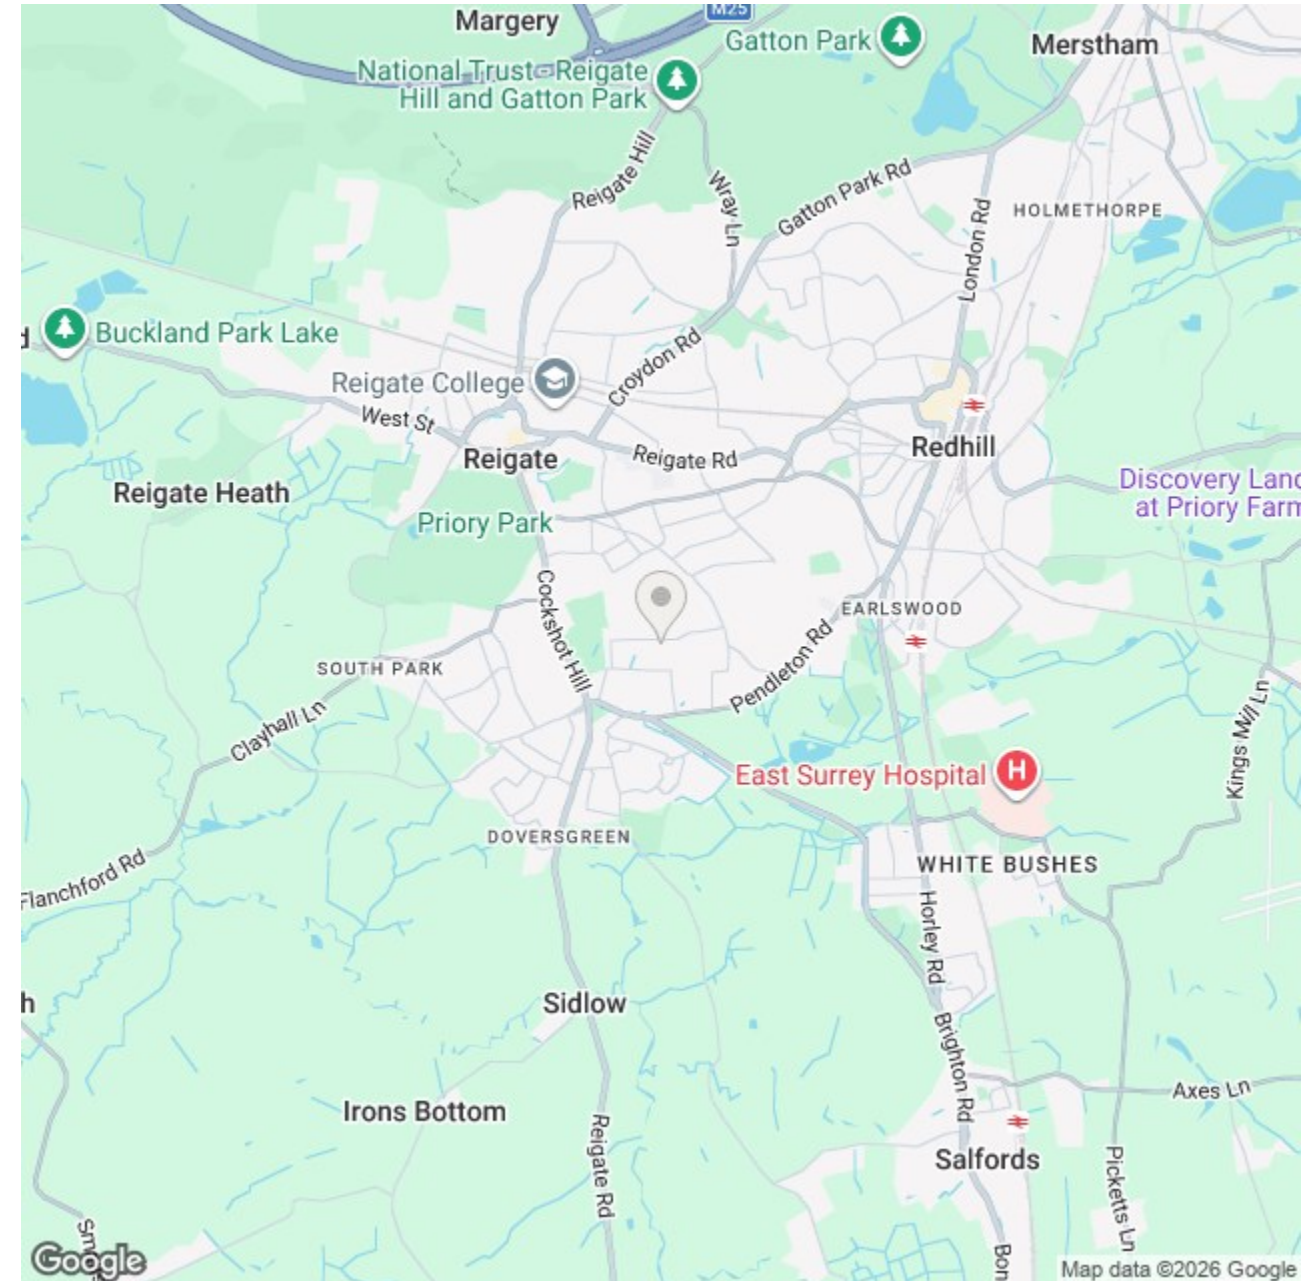 Margery
M25
Gatton Park
Merstham
National Trust - Reigate
Hill and Gatton Park
Reigate Hill
Wray Ln
Gatton Park Rd
London Rd
HOLMETHORPE
d
Buckland Park Lake
Reigate College
Croydon Rd
West St
Reigate
Reigate Rd
Redhill
Reigate Heath
Discovery Lanc
at Priory Farm
Priory Park
Cockshot Hill
EARLSWOOD
SOUTH PARK
Pendleton Rd
Clayhall Ln
Kings Mill Ln
East Surrey Hospital
H
DOVERSGREEN
Flanchford Rd
WHITE BUSHES
Horley Rd
h
Sidlow
Brighton Rd
Axes Ln
Irons Bottom
Reigate Rd
Salfords
Picketts Ln
Bon
Google
Map data ©2026 Google